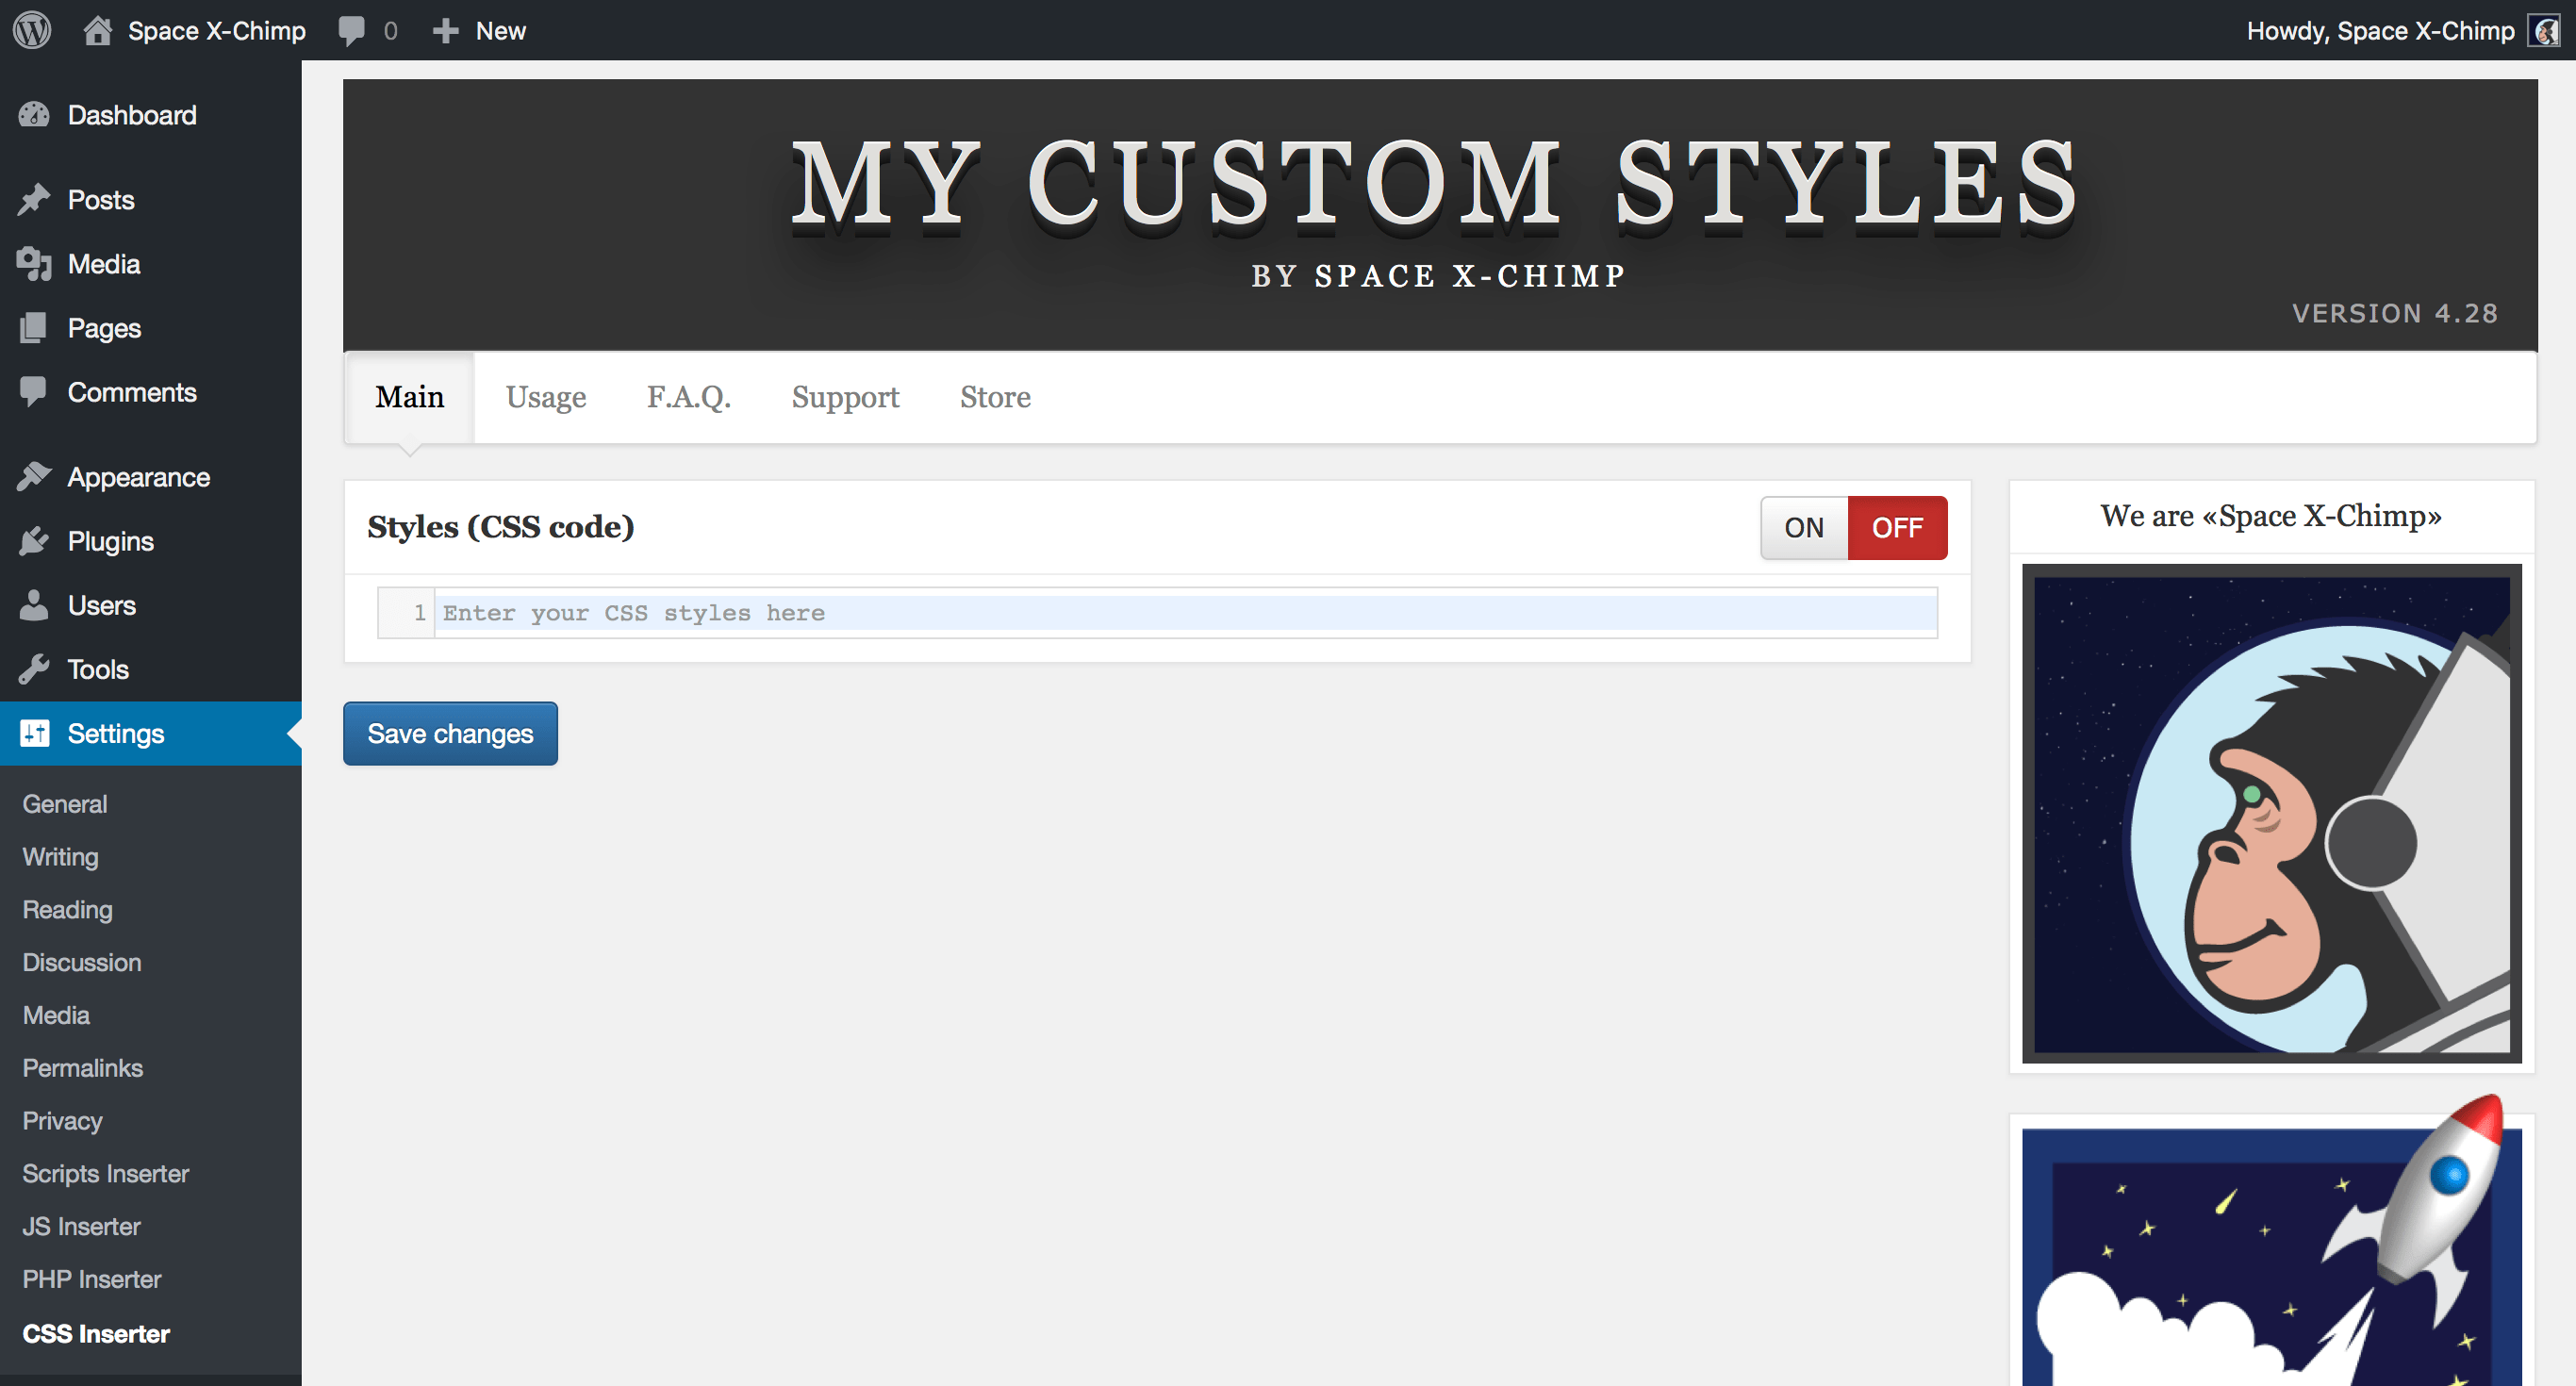 Space X-Chimp 0 New Howdy, Space X-Chimp
Dashboard
Posts
Media
Pages
Comments
Appearance
Plugins
Users
Tools
Settings
General
Writing
Reading
Discussion
Media
Permalinks
Privacy
Scripts Inserter
JS Inserter
PHP Inserter
CSS Inserter
MY CUSTOM STYLES
BY SPACE X-CHIMP
VERSION 4.28
Main Usage F.A.Q. Support Store
Styles (CSS code) ON OFF
1 Enter your CSS styles here
Save changes
We are «Space X-Chimp»